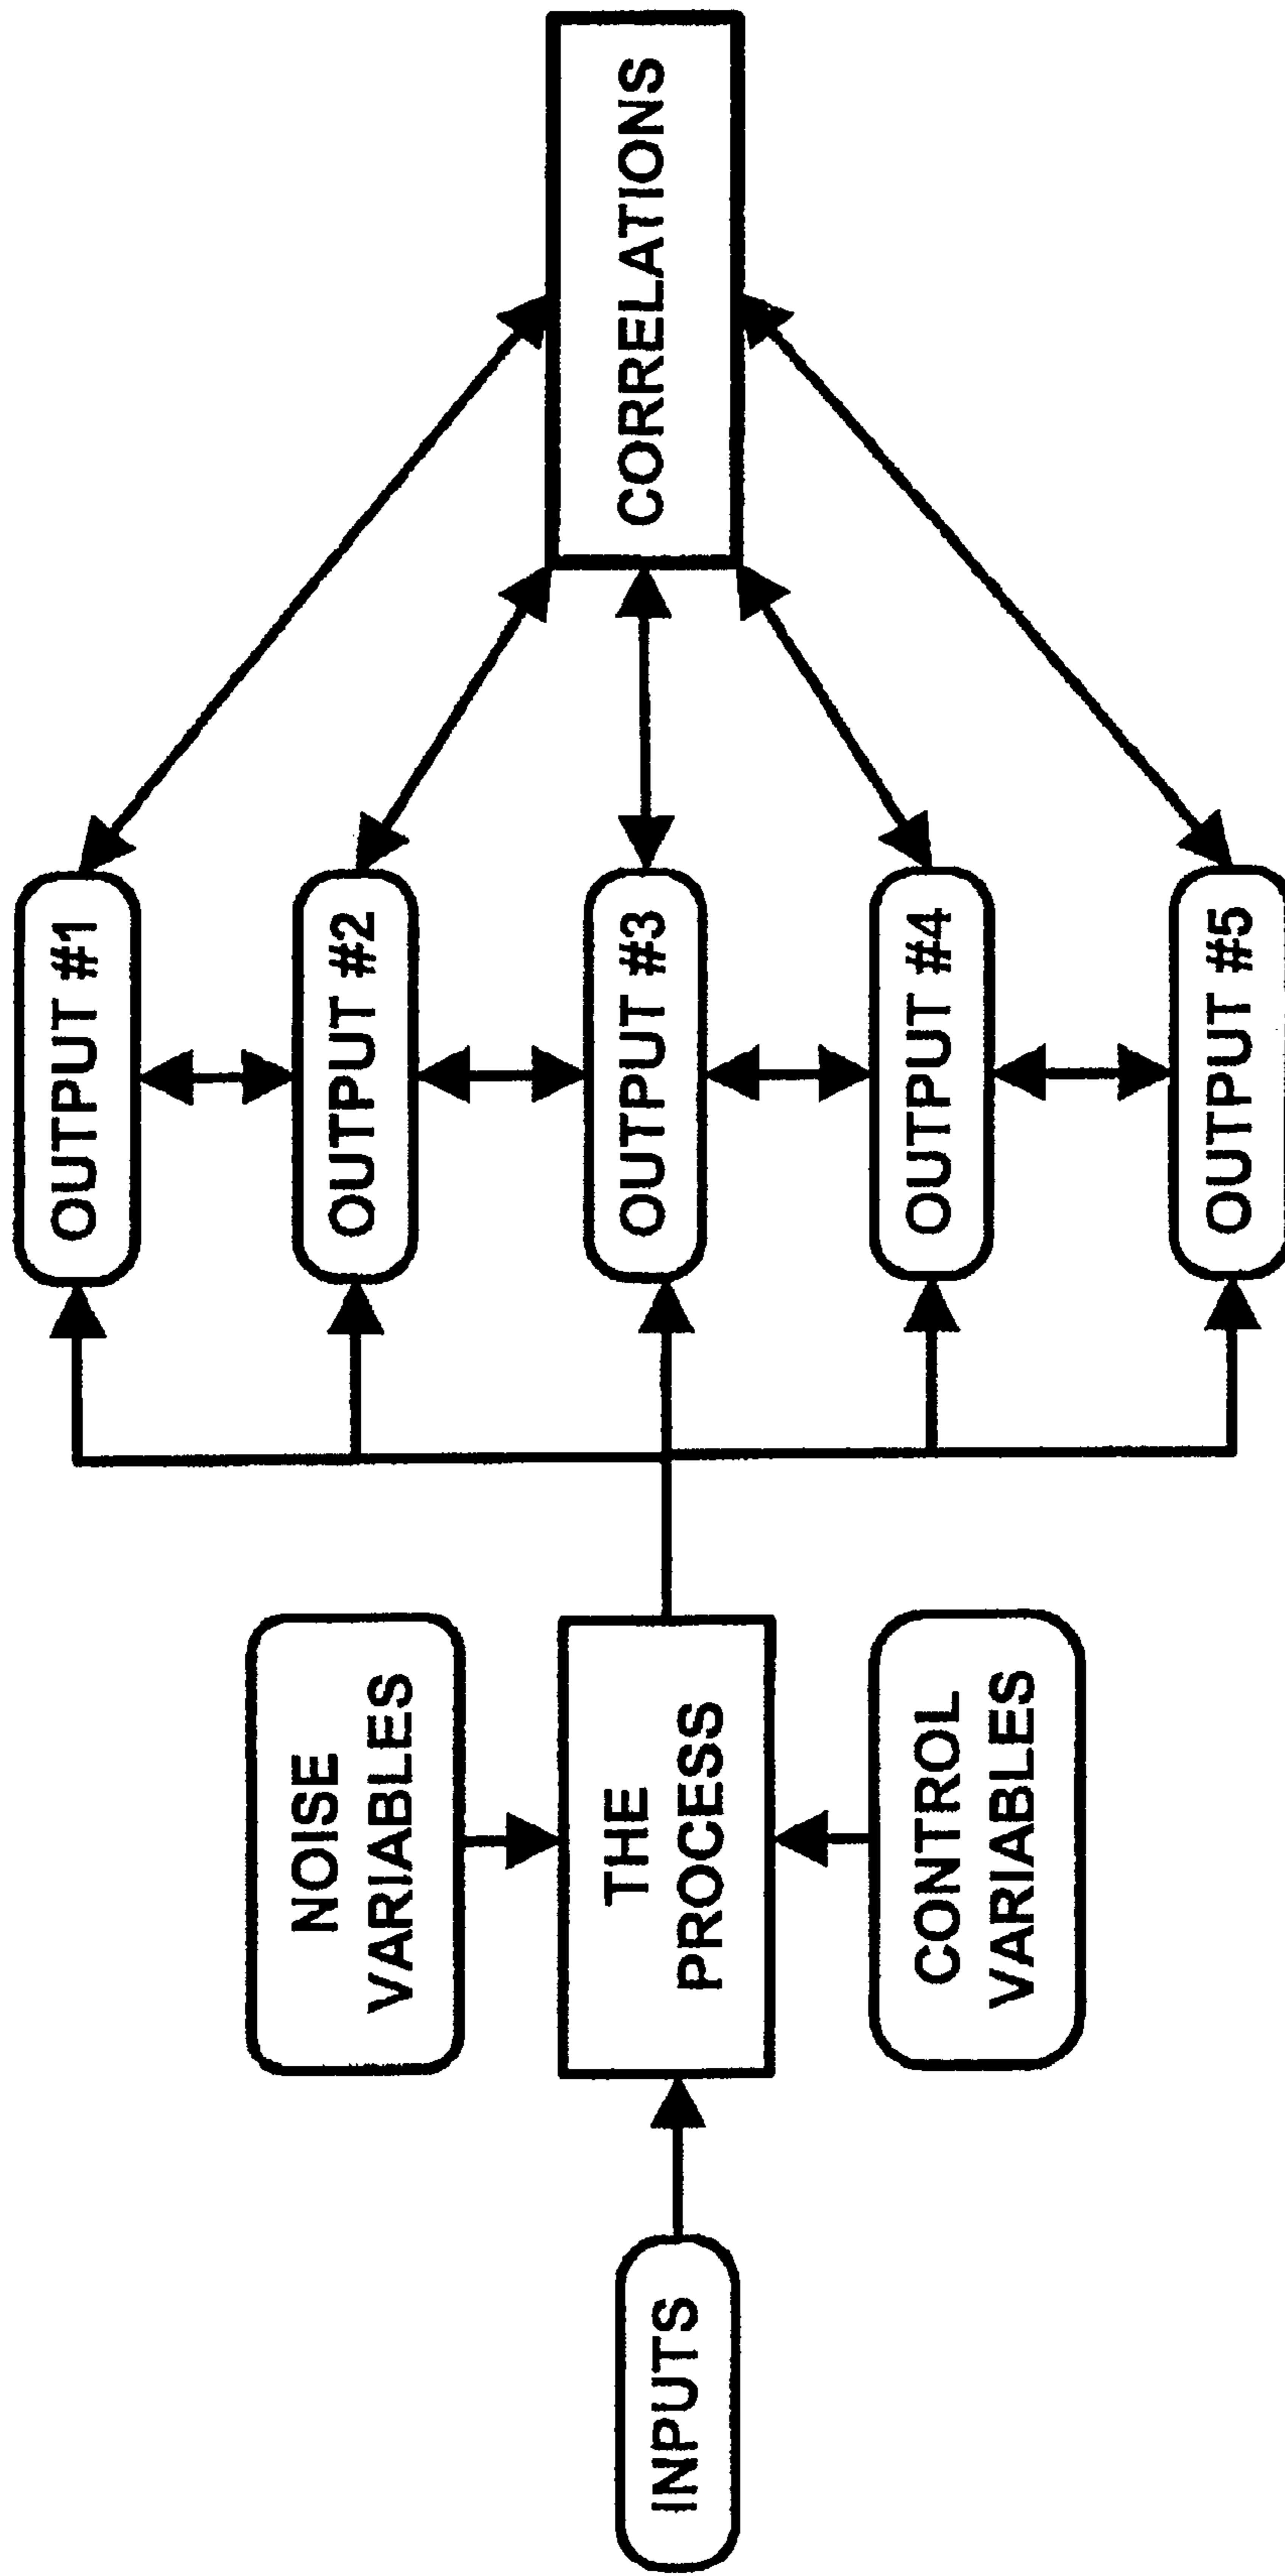 INPUTS
NOISE
VARIABLES
THE
PROCESS
CONTROL
VARIABLES
OUTPUT #1
OUTPUT #2
OUTPUT #3
OUTPUT #4
OUTPUT #5
CORRELATIONS